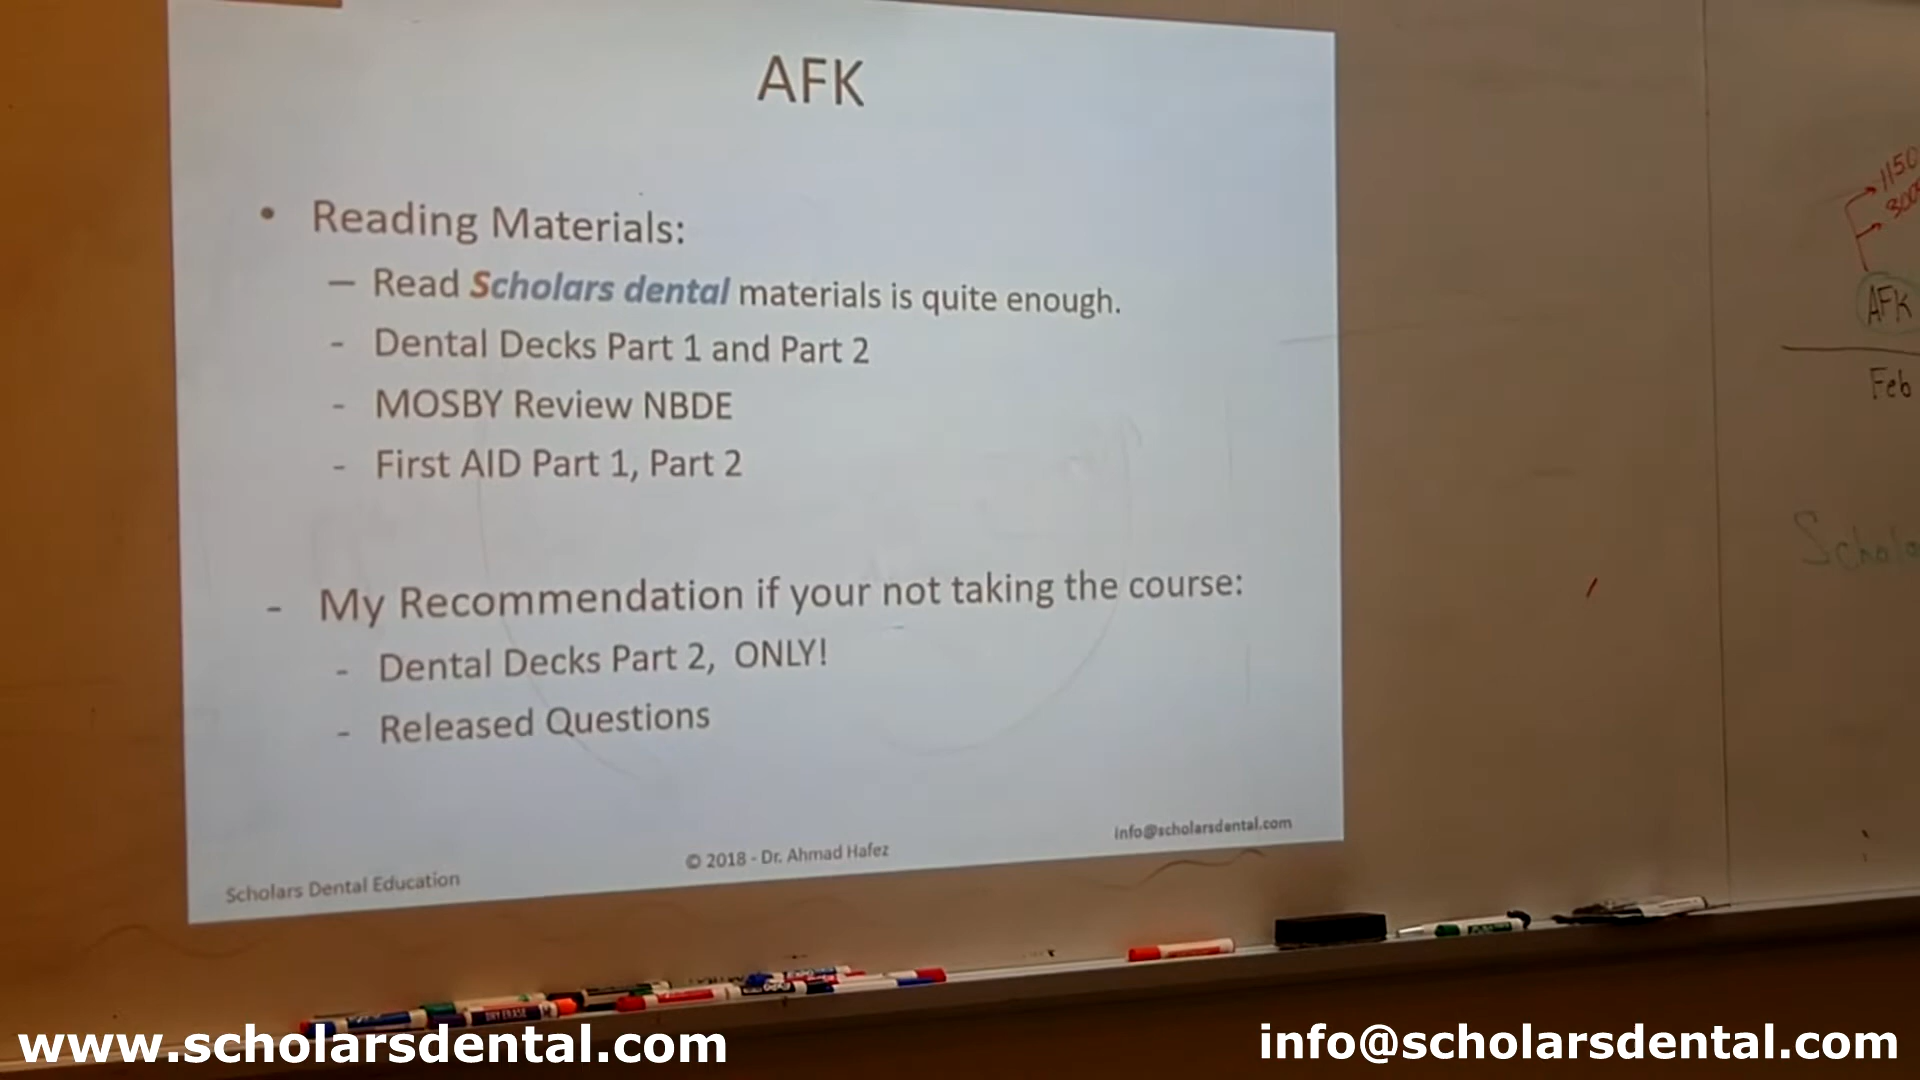 AFK
• Reading Materials:
– Read Scholars dental materials is quite enough.
- Dental Decks Part 1 and Part 2
- MOSBY Review NBDE
- First AID Part 1, Part 2
- My Recommendation if your not taking the course:
- Dental Decks Part 2, ONLY!
- Released Questions
Scholars Dental Education
© 2018 - Dr. Ahmad Hafez
info@scholarsdental.com
1150
AFK
Feb
DRY ERASE
www.scholarsdental.com
info@scholarsdental.com